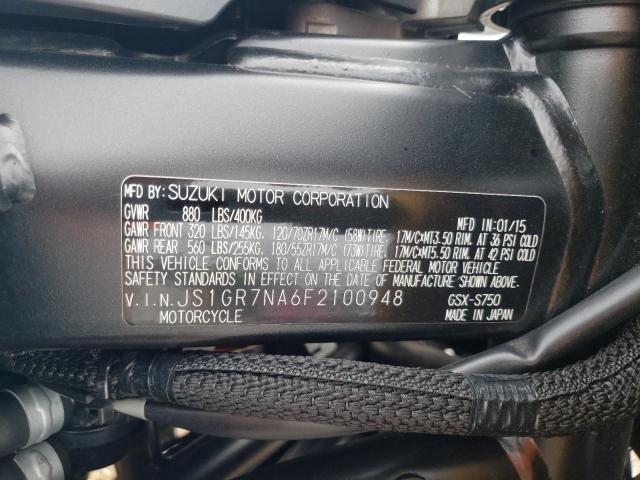 MFD BY: SUZUKI MOTOR CORPORATION
GVWR 880 LBS/400KG MFD IN:01/15
GAWR FRONT 320 LBS/145KG. 120/70ZR17M/C (58W)TIRE, 17M/C×MT3.50 RIM. AT 36 PSI COLD
GAWR REAR 560 LBS/255KG. 180/55ZR17M/C (73W)TIRE, 17M/C×MT5.50 RIM. AT 42 PSI COLD
THIS VEHICLE CONFORMS TO ALL APPLICABLE FEDERAL MOTOR VEHICLE
SAFETY STANDARDS IN EFFECT ON THE DATE OF MANUFACTURE SHOWN ABOVE.
V.I.N. JS1GR7NA6F2100948 GSX-S750
MOTORCYCLE MADE IN JAPAN